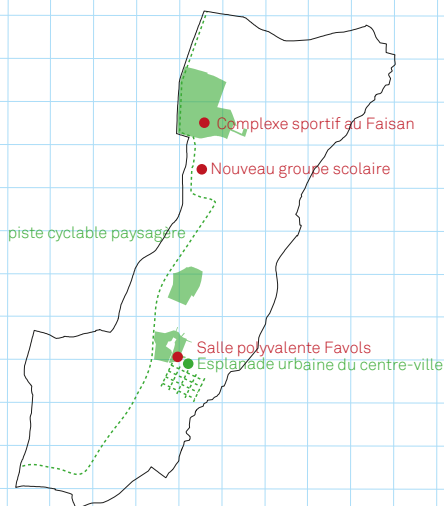 Complexe sportif au Faisan
Nouveau groupe scolaire
piste cyclable paysagère
Salle polyvalente Favols
Esplanade urbaine du centre-ville